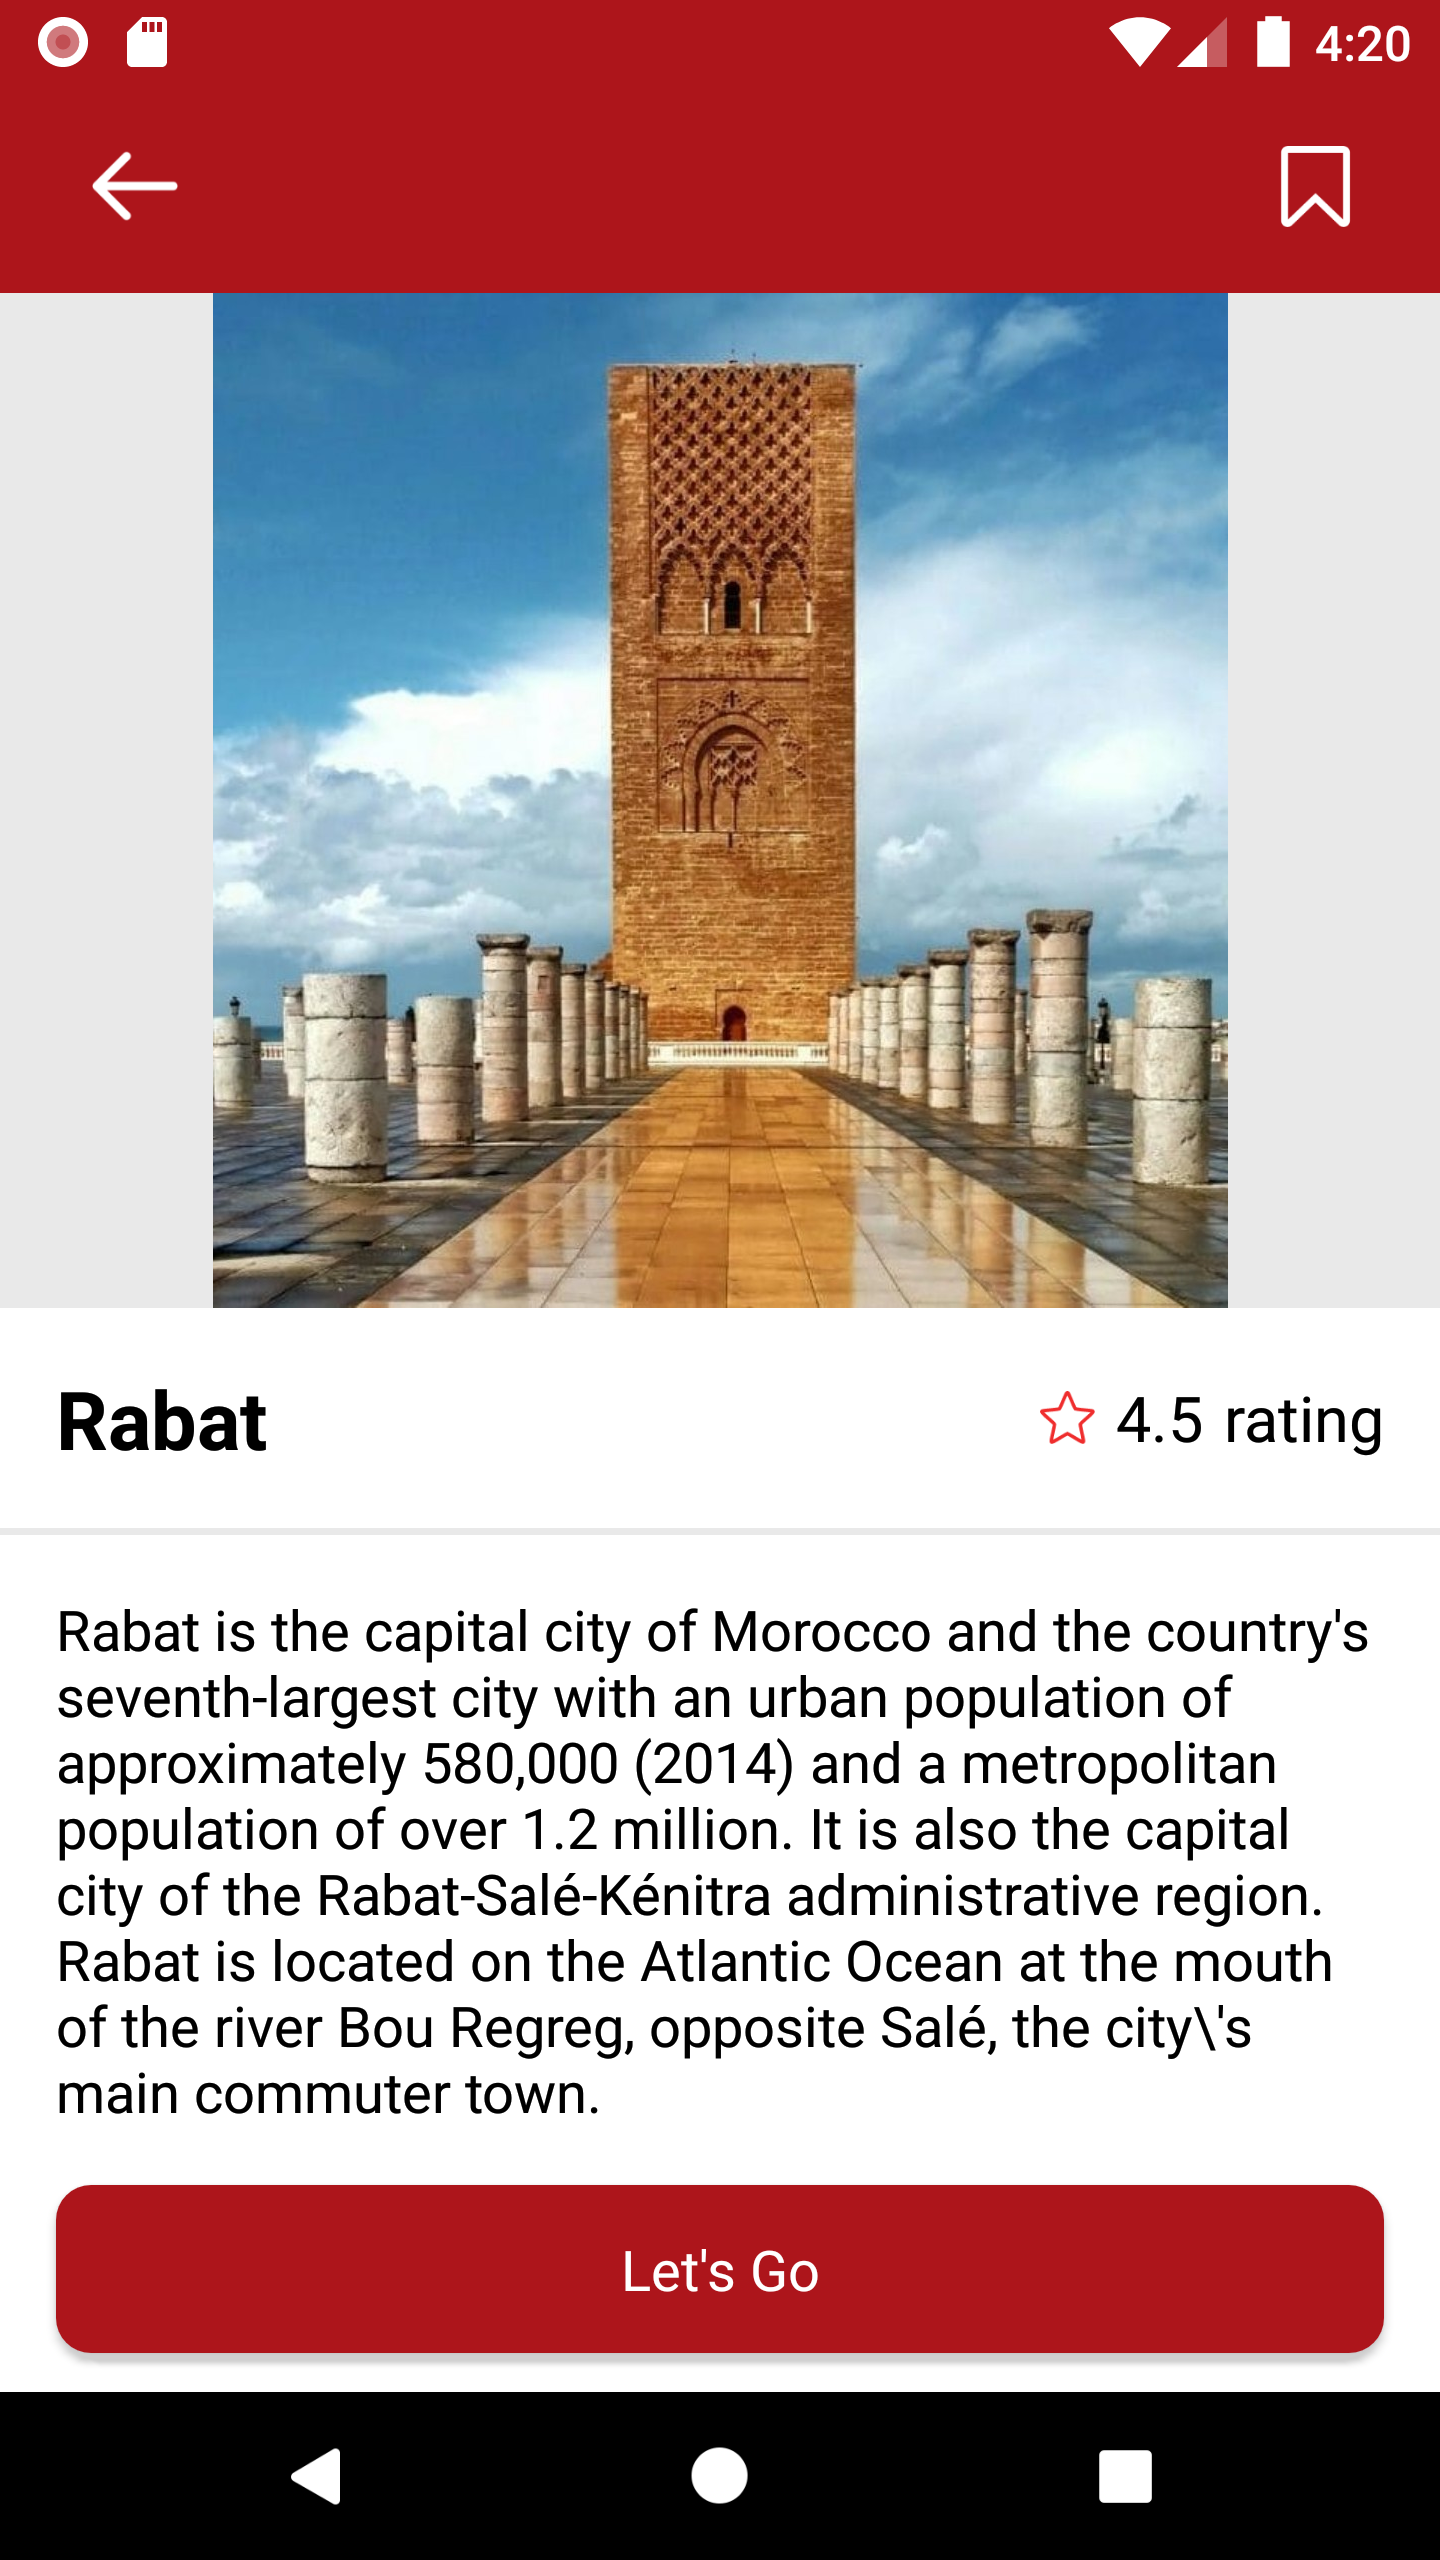 4:20
Rabat
4.5 rating
Rabat is the capital city of Morocco and the country's
seventh-largest city with an urban population of
approximately 580,000 (2014) and a metropolitan
population of over 1.2 million. It is also the capital
city of the Rabat-Salé-Kénitra administrative region.
Rabat is located on the Atlantic Ocean at the mouth
of the river Bou Regreg, opposite Salé, the city\'s
main commuter town.
Let's Go